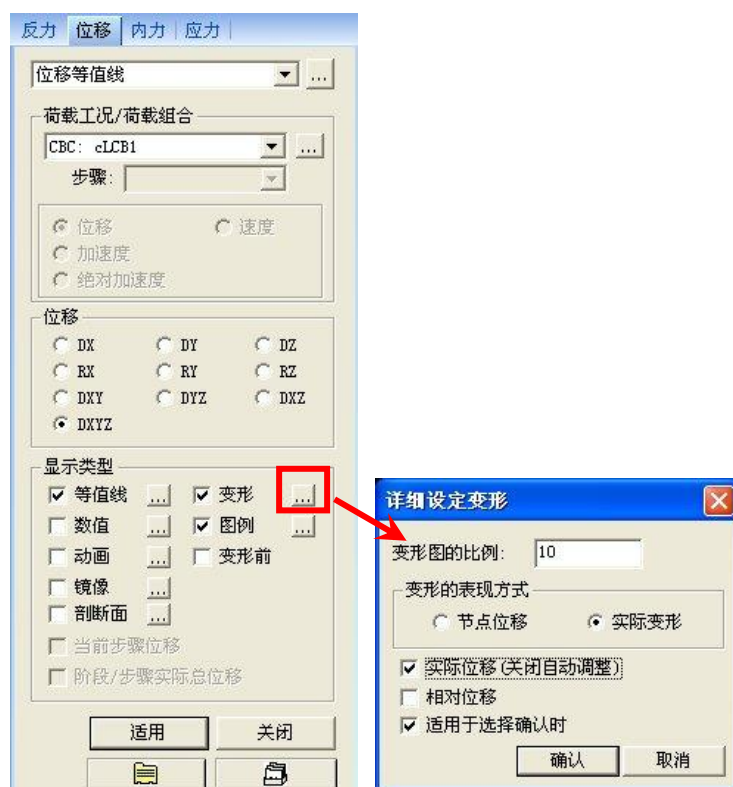 反力 位移 内力 应力
位移等值线 ...
荷载工况/荷载组合
CBC: cLCB1 ...
步骤:
位移 速度
加速度
绝对加速度
位移
DX DY DZ
RX RY RZ
DXY DYZ DXZ
DXYZ
显示类型
等值线 ... 变形 ...
数值 ... 图例 ...
动画 ... 变形前
镜像 ...
剖断面 ...
当前步骤位移
阶段/步骤实际总位移
适用 关闭
详细设定变形
变形图的比例: 10
变形的表现方式
节点位移 实际变形
实际位移(关闭自动调整)
相对位移
适用于选择确认时
确认 取消